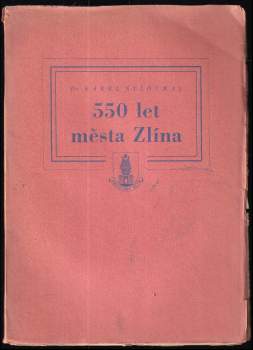 Dr KAREL STLOUKAL
550 let
města Zlína